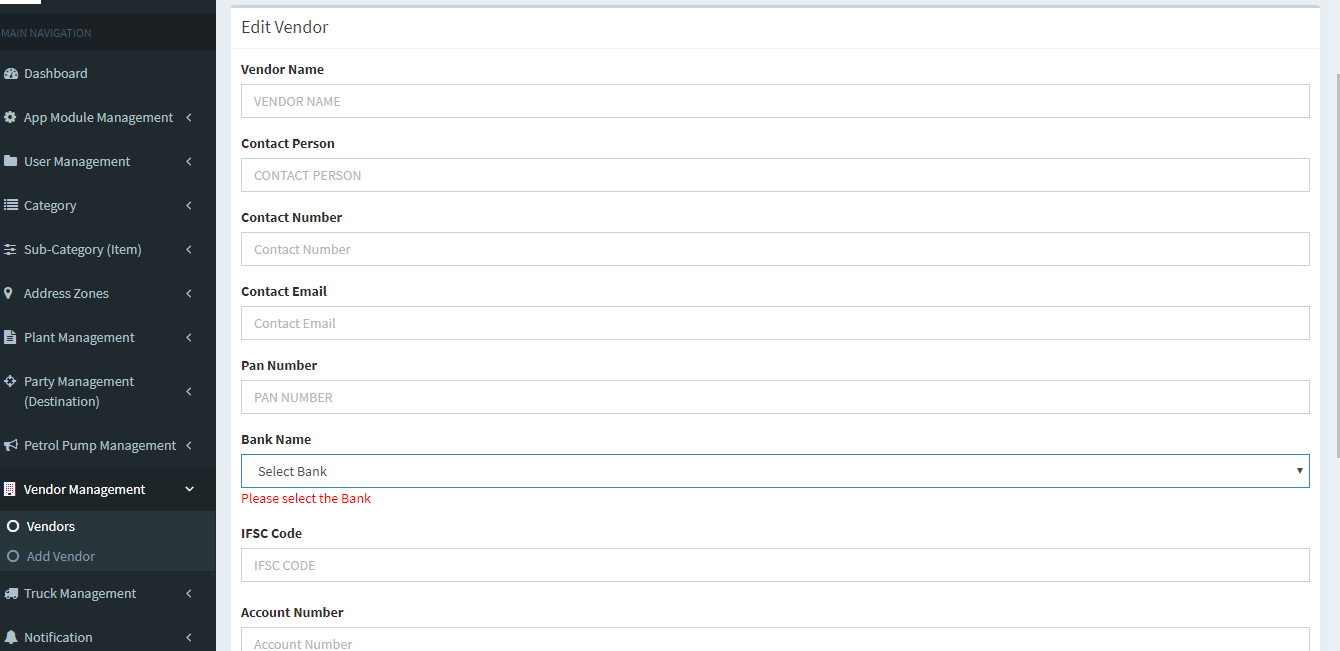 MAIN NAVIGATION
Dashboard
App Module Management
User Management
Category
Sub-Category (Item)
Address Zones
Plant Management
Party Management
(Destination)
Petrol Pump Management
Vendor Management
Vendors
Add Vendor
Truck Management
Notification
Edit Vendor
Vendor Name
VENDOR NAME
Contact Person
CONTACT PERSON
Contact Number
Contact Number
Contact Email
Contact Email
Pan Number
PAN NUMBER
Bank Name
Select Bank
Please select the Bank
IFSC Code
IFSC CODE
Account Number
Account Number